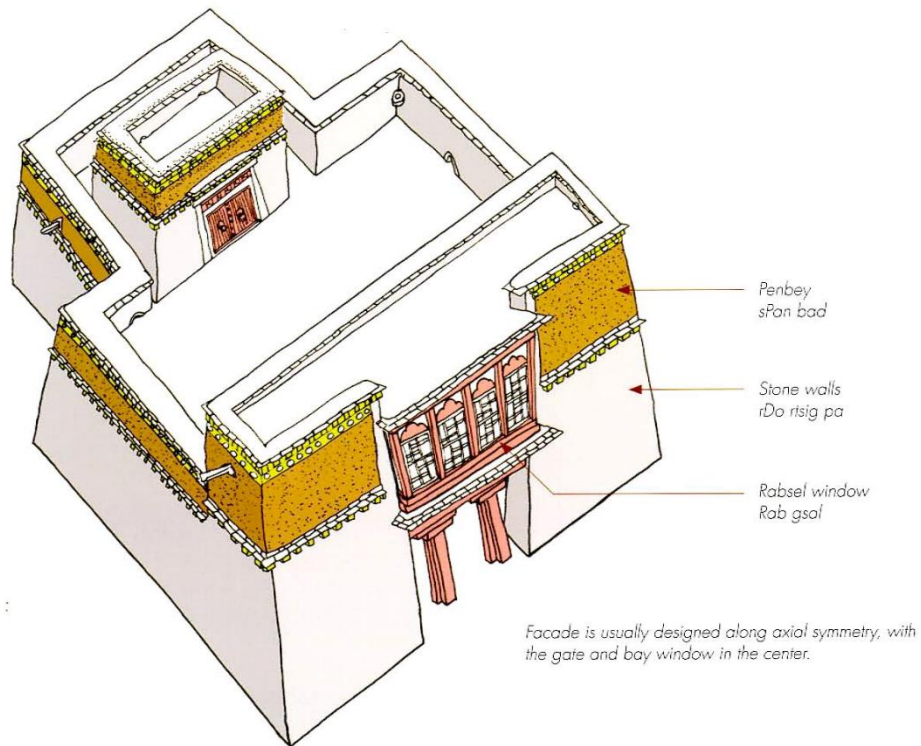 Penbey
sPan bad
Stone walls
rDo rtsig pa
Rabsel window
Rab gsal
Facade is usually designed along axial symmetry, with
the gate and bay window in the center.